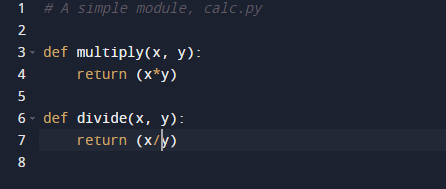 1 # A simple module, calc.py
2
3 def multiply(x, y):
4     return (x*y)
5
6 def divide(x, y):
7     return (x/y)
8